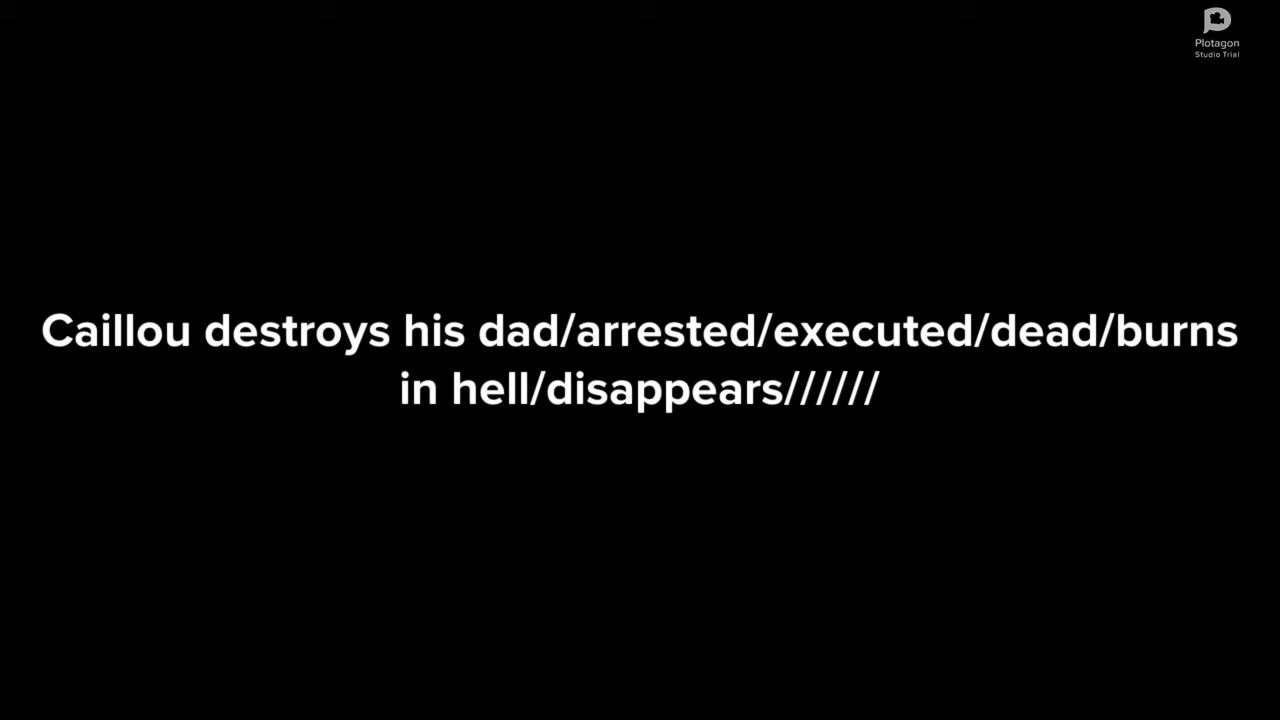 Plotagon
Studio Trial
Caillou destroys his dad/arrested/executed/dead/burns
in hell/disappears//////